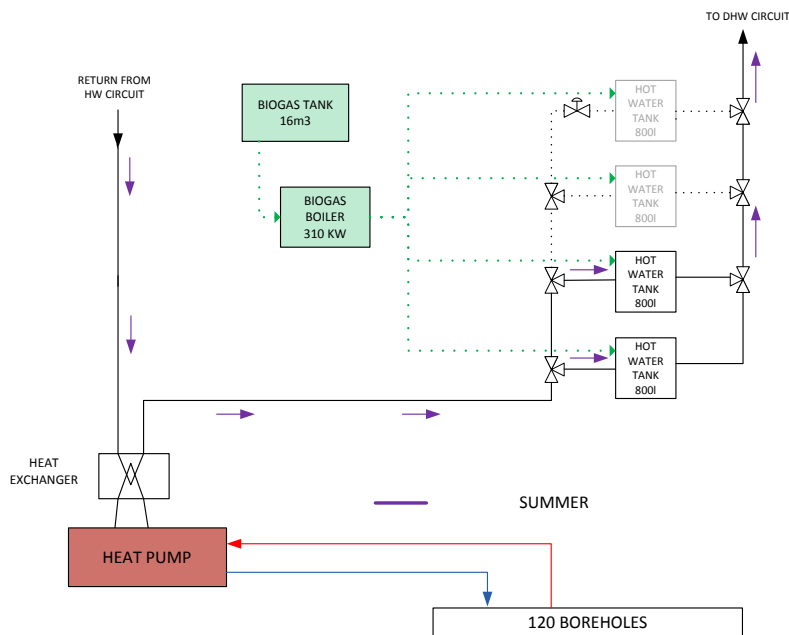 TO DHW CIRCUIT
RETURN FROM
HW CIRCUIT
BIOGAS TANK
16m3
HOT
WATER
TANK
800l
BIOGAS
BOILER
310 KW
HOT
WATER
TANK
800l
HOT
WATER
TANK
800l
HOT
WATER
TANK
800l
HEAT
EXCHANGER
SUMMER
HEAT PUMP
120 BOREHOLES